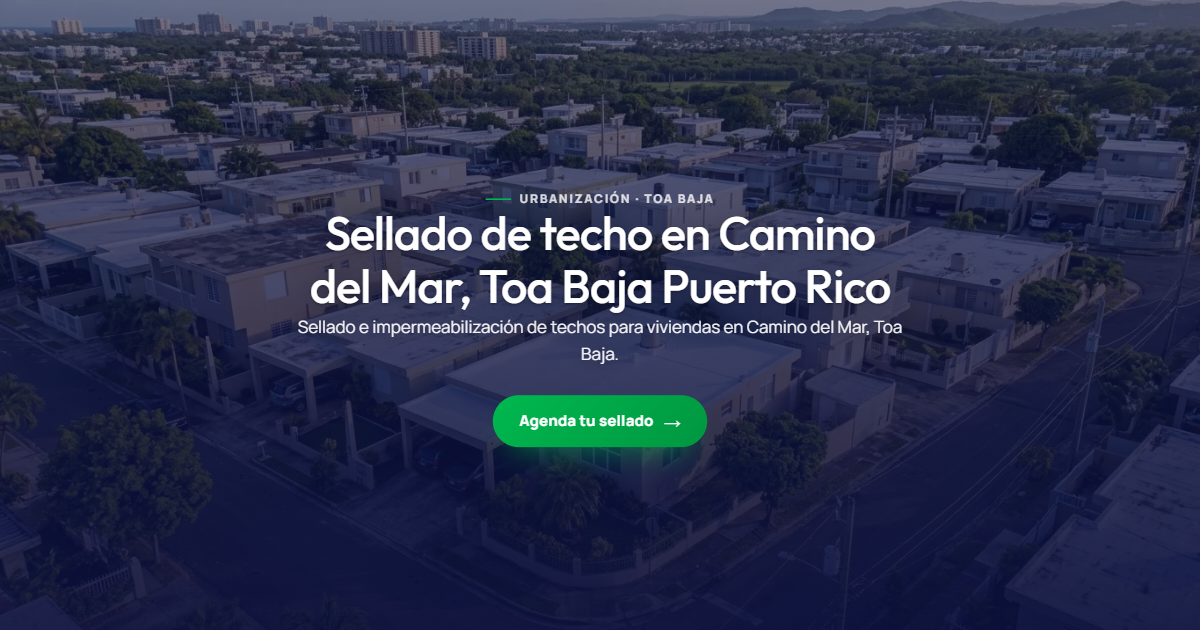 URBANIZACIÓN · TOA BAJA
Sellado de techo en Camino
del Mar, Toa Baja Puerto Rico
Sellado e impermeabilización de techos para viviendas en Camino del Mar, Toa
Baja.
Agenda tu sellado →